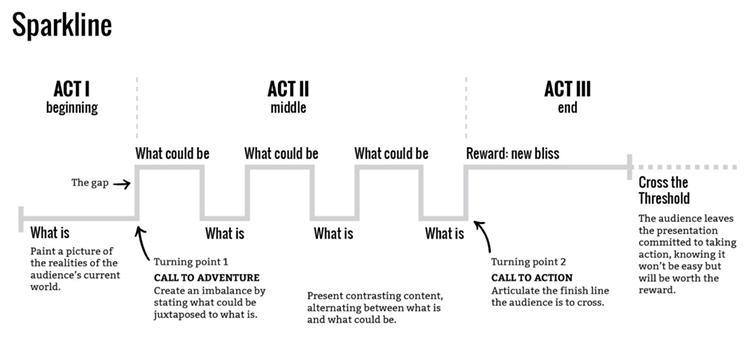 Sparkline
ACT I
beginning
ACT II
middle
ACT III
end
What could be
What could be
What could be
Reward: new bliss
The gap
What is
Paint a picture of
the realities of the
audience's current
world.
What is
What is
What is
Turning point 1
CALL TO ADVENTURE
Create an imbalance by
stating what could be
juxtaposed to what is.
Present contrasting content,
alternating between what is
and what could be.
Turning point 2
CALL TO ACTION
Articulate the finish line
the audience is to cross.
Cross the
Threshold
The audience leaves
the presentation
committed to taking
action, knowing it
won't be easy but
will be worth the
reward.